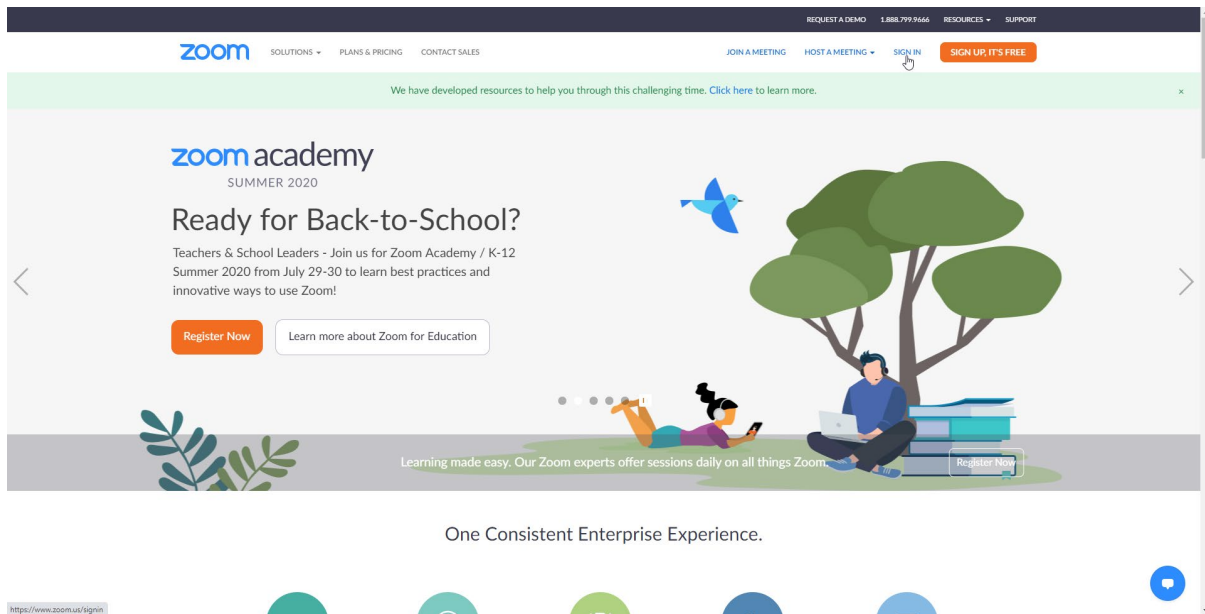 REQUEST A DEMO 1.888.799.9666 RESOURCES SUPPORT
zoom SOLUTIONS PLANS & PRICING CONTACT SALES JOIN A MEETING HOST A MEETING SIGN IN SIGN UP, IT'S FREE
We have developed resources to help you through this challenging time. Click here to learn more. ×
zoom academy
SUMMER 2020
Ready for Back-to-School?
Teachers & School Leaders - Join us for Zoom Academy / K-12
Summer 2020 from July 29-30 to learn best practices and
innovative ways to use Zoom!
Register Now Learn more about Zoom for Education
Learning made easy. Our Zoom experts offer sessions daily on all things Zoom. Register Now
One Consistent Enterprise Experience.
https://www.zoom.us/signin